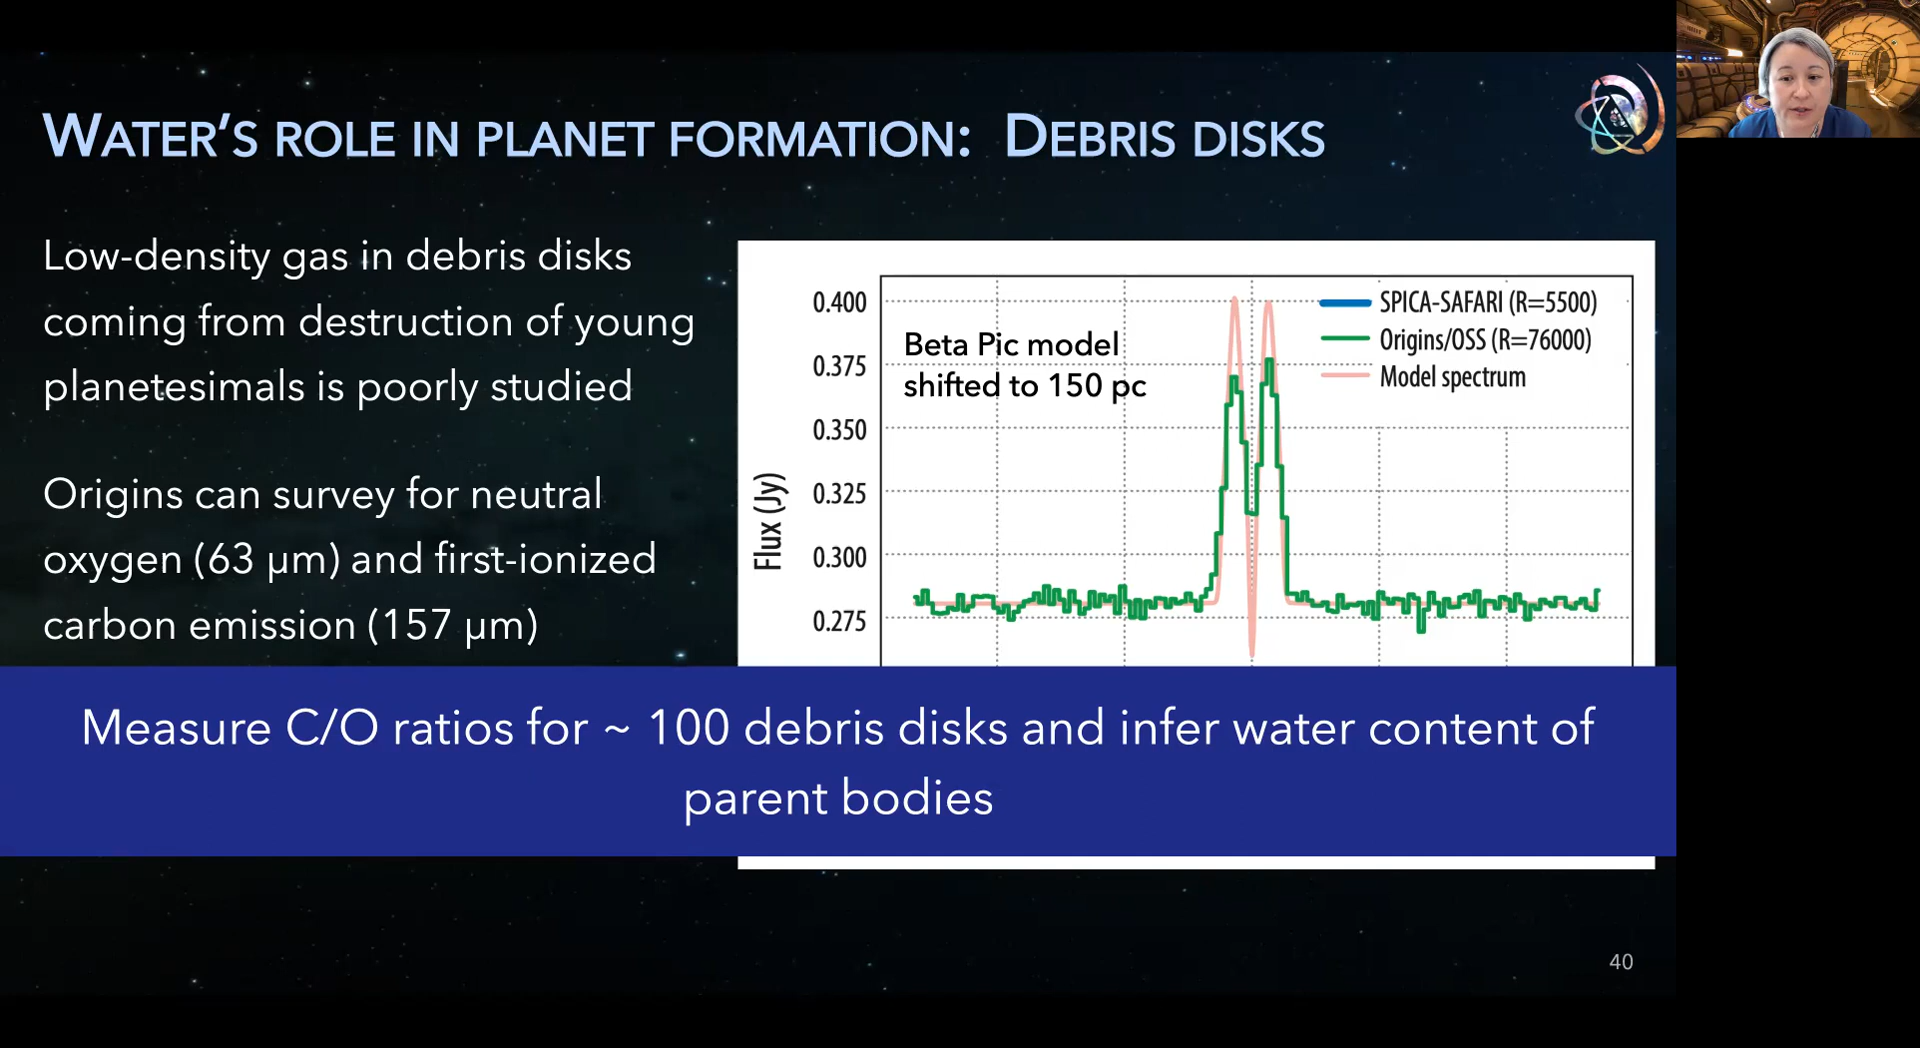 WATER'S ROLE IN PLANET FORMATION: DEBRIS DISKS
Low-density gas in debris disks
coming from destruction of young
planetesimals is poorly studied
Origins can survey for neutral
oxygen (63 µm) and first-ionized
carbon emission (157 µm)
0.400
0.375
0.350
0.325
0.300
0.275
Flux (Jy)
Beta Pic model
shifted to 150 pc
SPICA-SAFARI (R=5500)
Origins/OSS (R=76000)
Model spectrum
Measure C/O ratios for ~ 100 debris disks and infer water content of
parent bodies
40